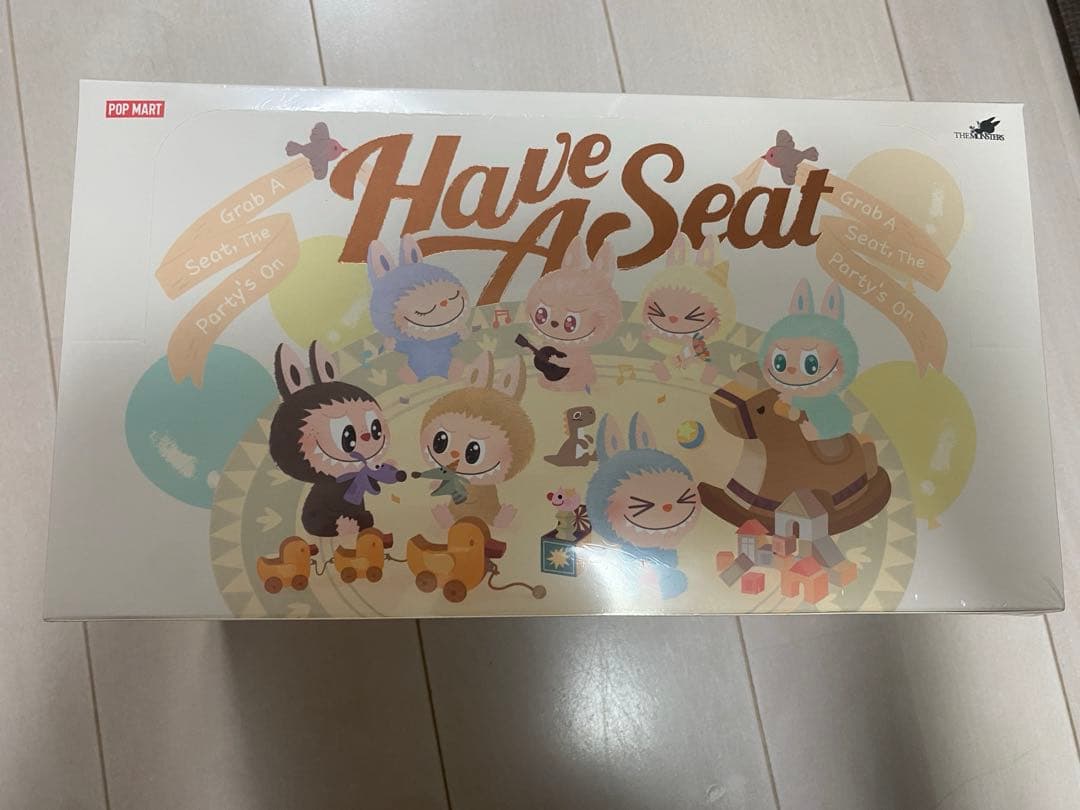 POP MART
THE MONSTERS
Have
A Seat
Grab A
Seat, The
Party's On
Grab A
Seat, The
Party's On